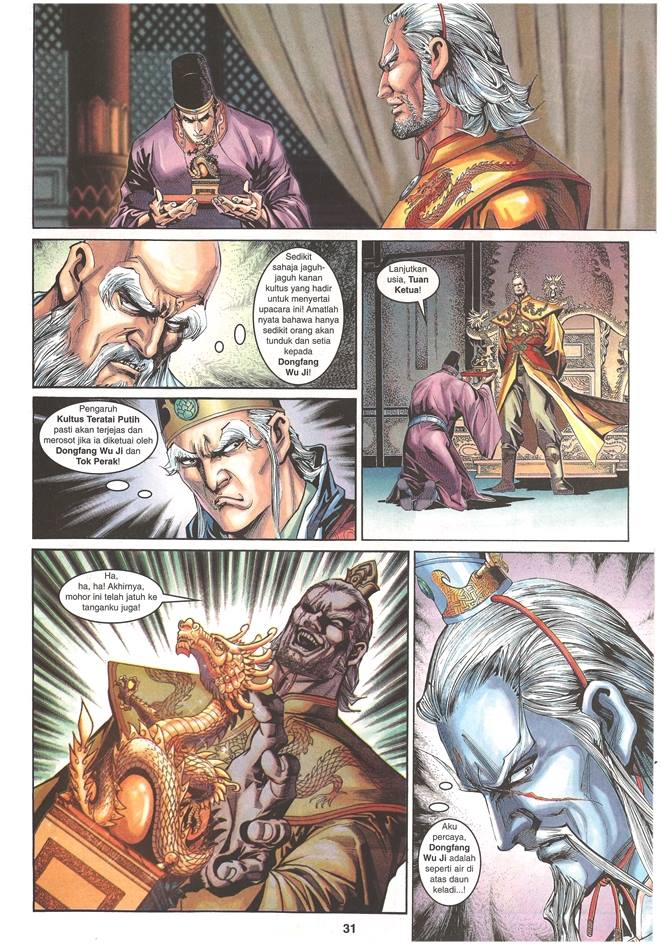 Sedikit
sahaja jaguh-
jaguh kanan
kultus yang hadir
untuk menyertai
upacara ini! Amatlah
nyata bahawa hanya
sedikit orang akan
tunduk dan setia
kepada
Dongfang
Wu Ji!
Lanjutkan
usia, Tuan
Ketua!
Pengaruh
Kultus Teratai Putih
pasti akan terjejas dan
merosot jika ia diketuai oleh
Dongfang Wu Ji dan
Tok Perak!
Ha,
ha, ha! Akhirnya,
mohor ini telah jatuh ke
tanganku juga!
Aku
percaya,
Dongfang
Wu Ji adalah
seperti air di
atas daun
keladi...!
31